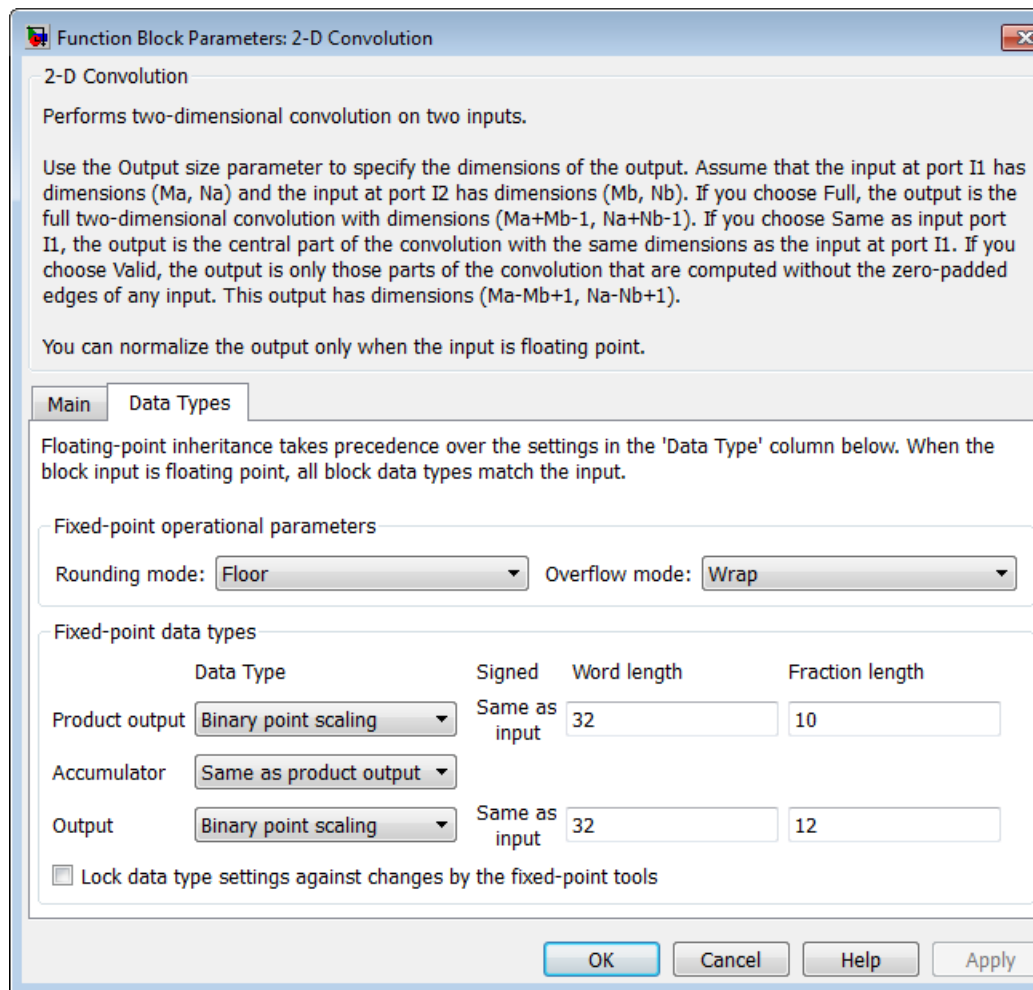 Function Block Parameters: 2-D Convolution
2-D Convolution
Performs two-dimensional convolution on two inputs.
Use the Output size parameter to specify the dimensions of the output. Assume that the input at port I1 has
dimensions (Ma, Na) and the input at port I2 has dimensions (Mb, Nb). If you choose Full, the output is the
full two-dimensional convolution with dimensions (Ma+Mb-1, Na+Nb-1). If you choose Same as input port
I1, the output is the central part of the convolution with the same dimensions as the input at port I1. If you
choose Valid, the output is only those parts of the convolution that are computed without the zero-padded
edges of any input. This output has dimensions (Ma-Mb+1, Na-Nb+1).
You can normalize the output only when the input is floating point.
Main Data Types
Floating-point inheritance takes precedence over the settings in the 'Data Type' column below. When the
block input is floating point, all block data types match the input.
Fixed-point operational parameters
Rounding mode: Floor Overflow mode: Wrap
Fixed-point data types
Data Type Signed Word length Fraction length
Product output Binary point scaling Same as input 32 10
Accumulator Same as product output
Output Binary point scaling Same as input 32 12
Lock data type settings against changes by the fixed-point tools
OK Cancel Help Apply